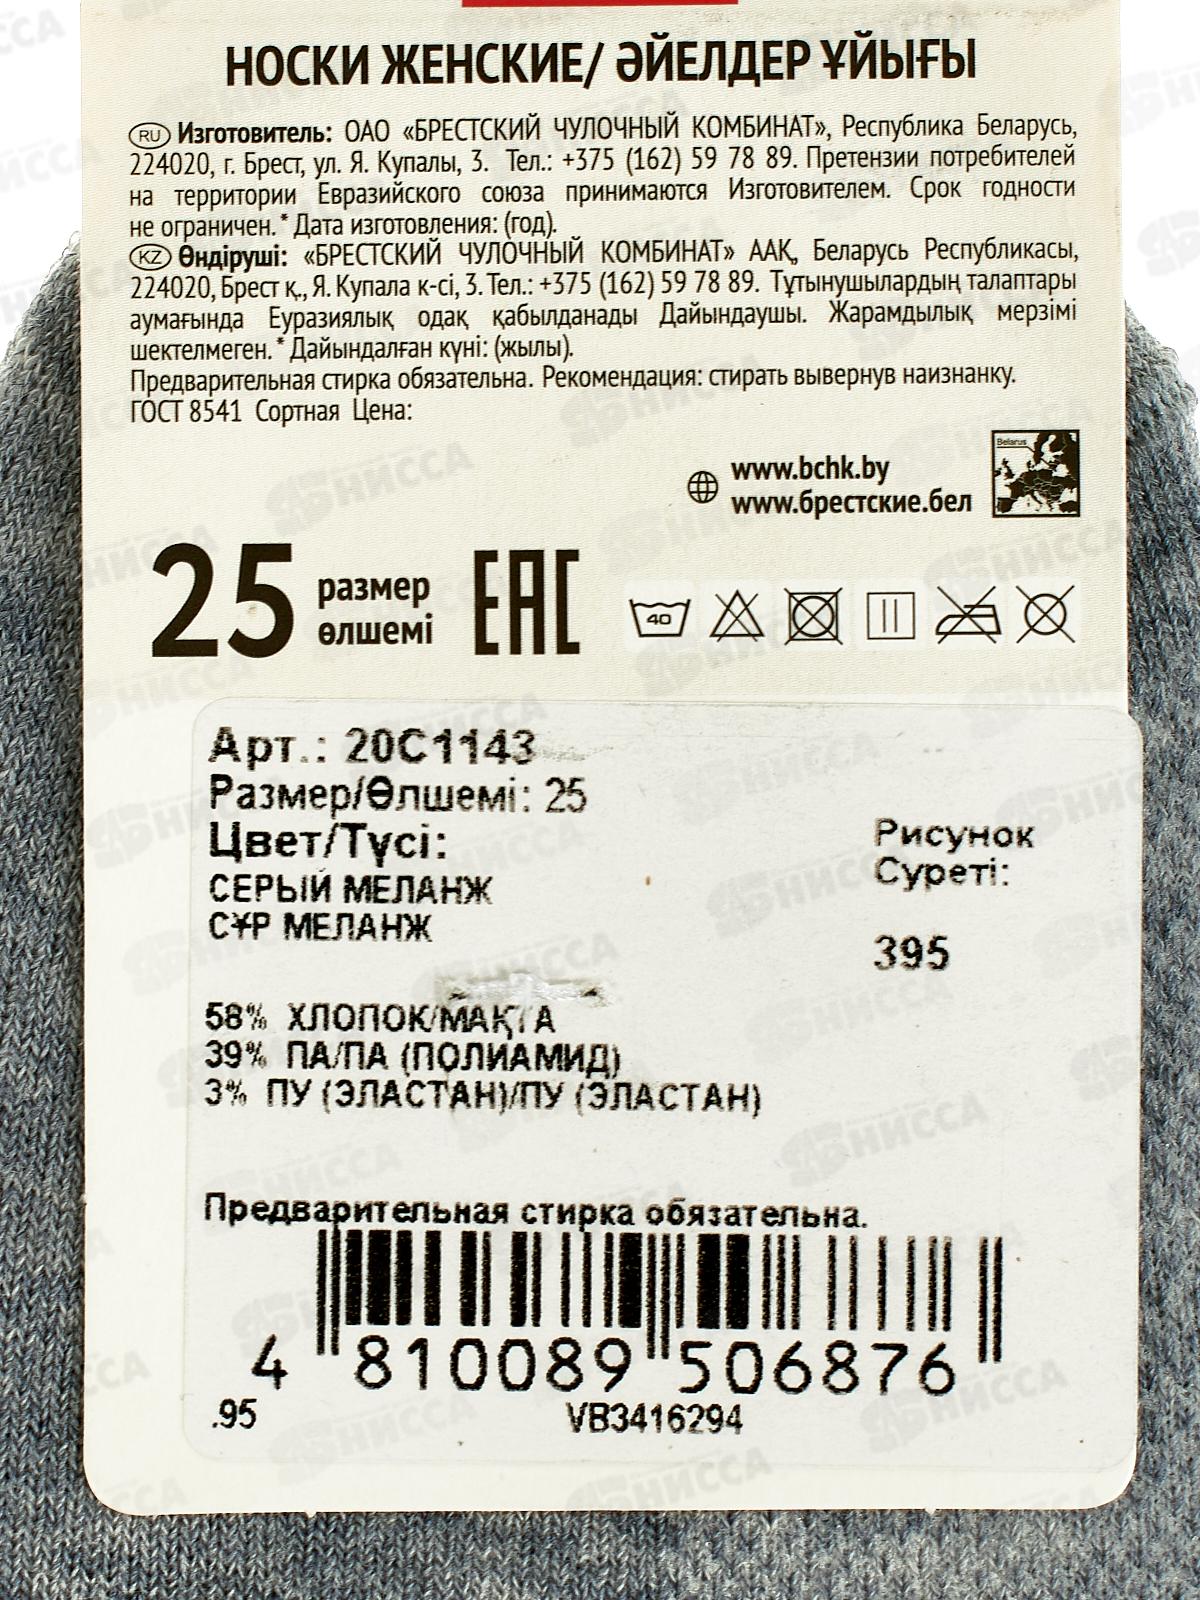 НОСКИ ЖЕНСКИЕ/ ӘЙЕЛДЕР ҰЙЫҒЫ
RU Изготовитель: ОАО «БРЕСТСКИЙ ЧУЛОЧНЫЙ КОМБИНАТ», Республика Беларусь,
224020, г. Брест, ул. Я. Купалы, 3. Тел.: +375 (162) 59 78 89. Претензии потребителей
на территории Евразийского союза принимаются Изготовителем. Срок годности
не ограничен.* Дата изготовления: (год).
KZ Өндіруші: «БРЕСТСКИЙ ЧУЛОЧНЫЙ КОМБИНАТ» ААҚ, Беларусь Республикасы,
224020, Брест қ., Я. Купала к-сі, 3. Тел.: +375 (162) 59 78 89. Тұтынушылардың талаптары
аумағында Еуразиялық одақ қабылданады Дайындаушы. Жарамдылық мерзімі
шектелмеген.* Дайындалған күні: (жылы).
Предварительная стирка обязательна. Рекомендация: стирать вывернув наизнанку.
ГОСТ 8541 Сортная Цена:
www.bchk.by
www.брестские.бел
Belarus
25 размер
өлшемі
EAC
40
Арт.: 20С1143
Размер/Өлшемі: 25
Цвет/Түсі:
СЕРЫЙ МЕЛАНЖ
СҰР МЕЛАНЖ
Рисунок
Суреті:
395
58% ХЛОПОК/МАҚТА
39% ПА/ПА (ПОЛИАМИД)
3% ПУ (ЭЛАСТАН)/ПУ (ЭЛАСТАН)
Предварительная стирка обязательна.
4 810089 506876
.95
VB3416294